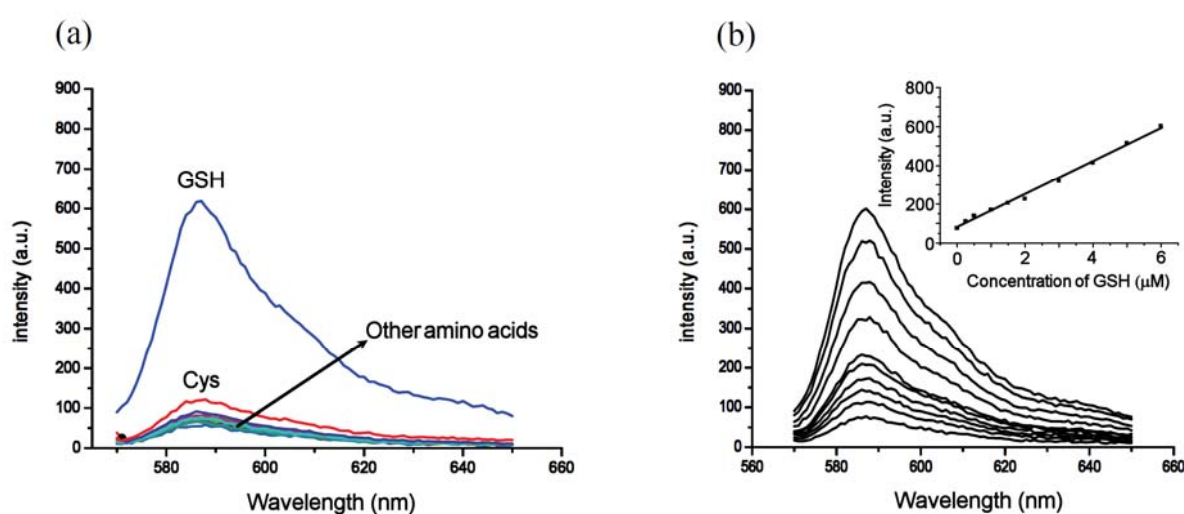 (a)
900
800
700
600
500
400
300
200
100
0
intensity (a.u.)
GSH
Cys
Other amino acids
580 600 620 640 660
Wavelength (nm)
(b)
900
800
700
600
500
400
300
200
100
0
intensity (a.u.)
560 580 600 620 640 660
Wavelength (nm)
800
600
400
200
0
Intensity (a.u.)
0 2 4 6
Concentration of GSH (μM)